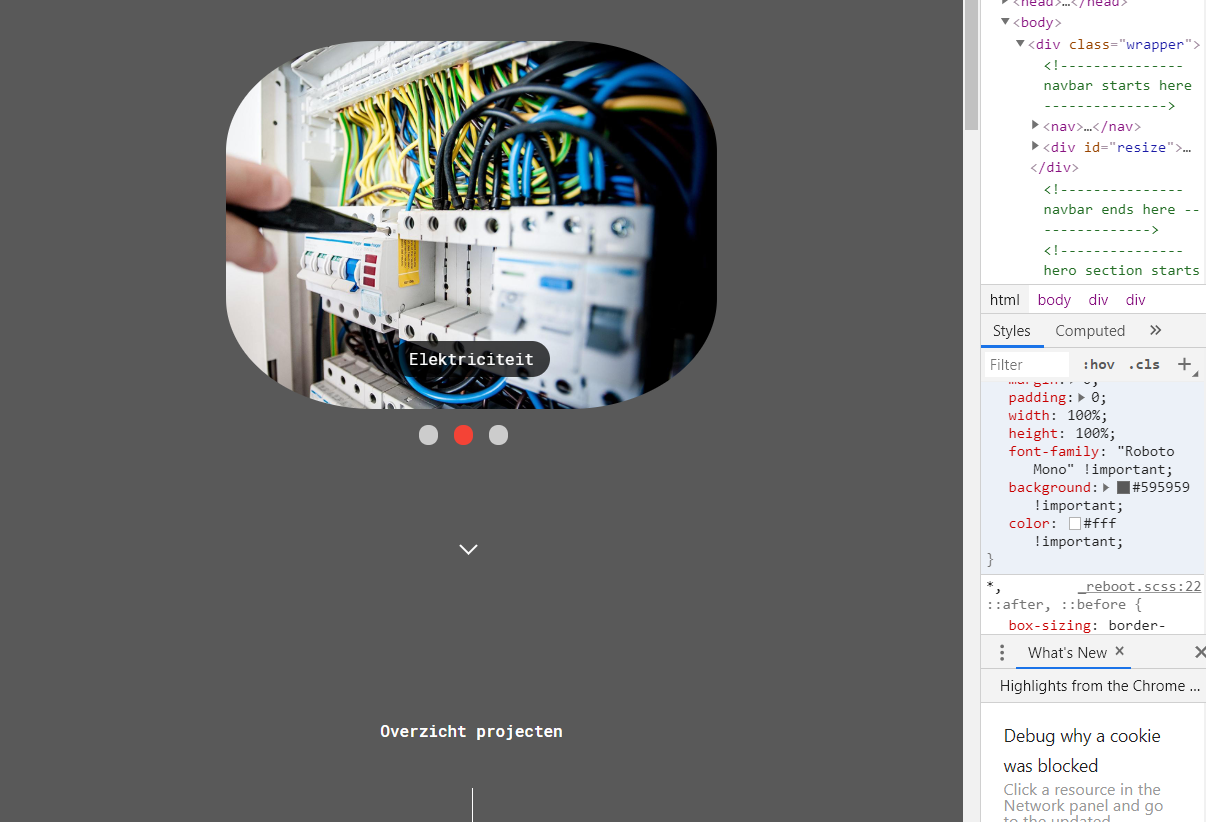 Elektriciteit
Overzicht projecten
<head>…</head>
<body>
<div class="wrapper">
<!---------------
navbar starts here
--------------->
<nav>…</nav>
<div id="resize">…
</div>
<!---------------
navbar ends here --
------------->
<!---------------
hero section starts
html body div div
Styles Computed »
Filter :hov .cls +
margin: 0;
padding: 0;
width: 100%;
height: 100%;
font-family: "Roboto
Mono" !important;
background: #595959
!important;
color: #fff
!important;
}
*, _reboot.scss:22
::after, ::before {
box-sizing: border-
What's New ×
Highlights from the Chrome ...
Debug why a cookie
was blocked
Click a resource in the
Network panel and go
to the updated